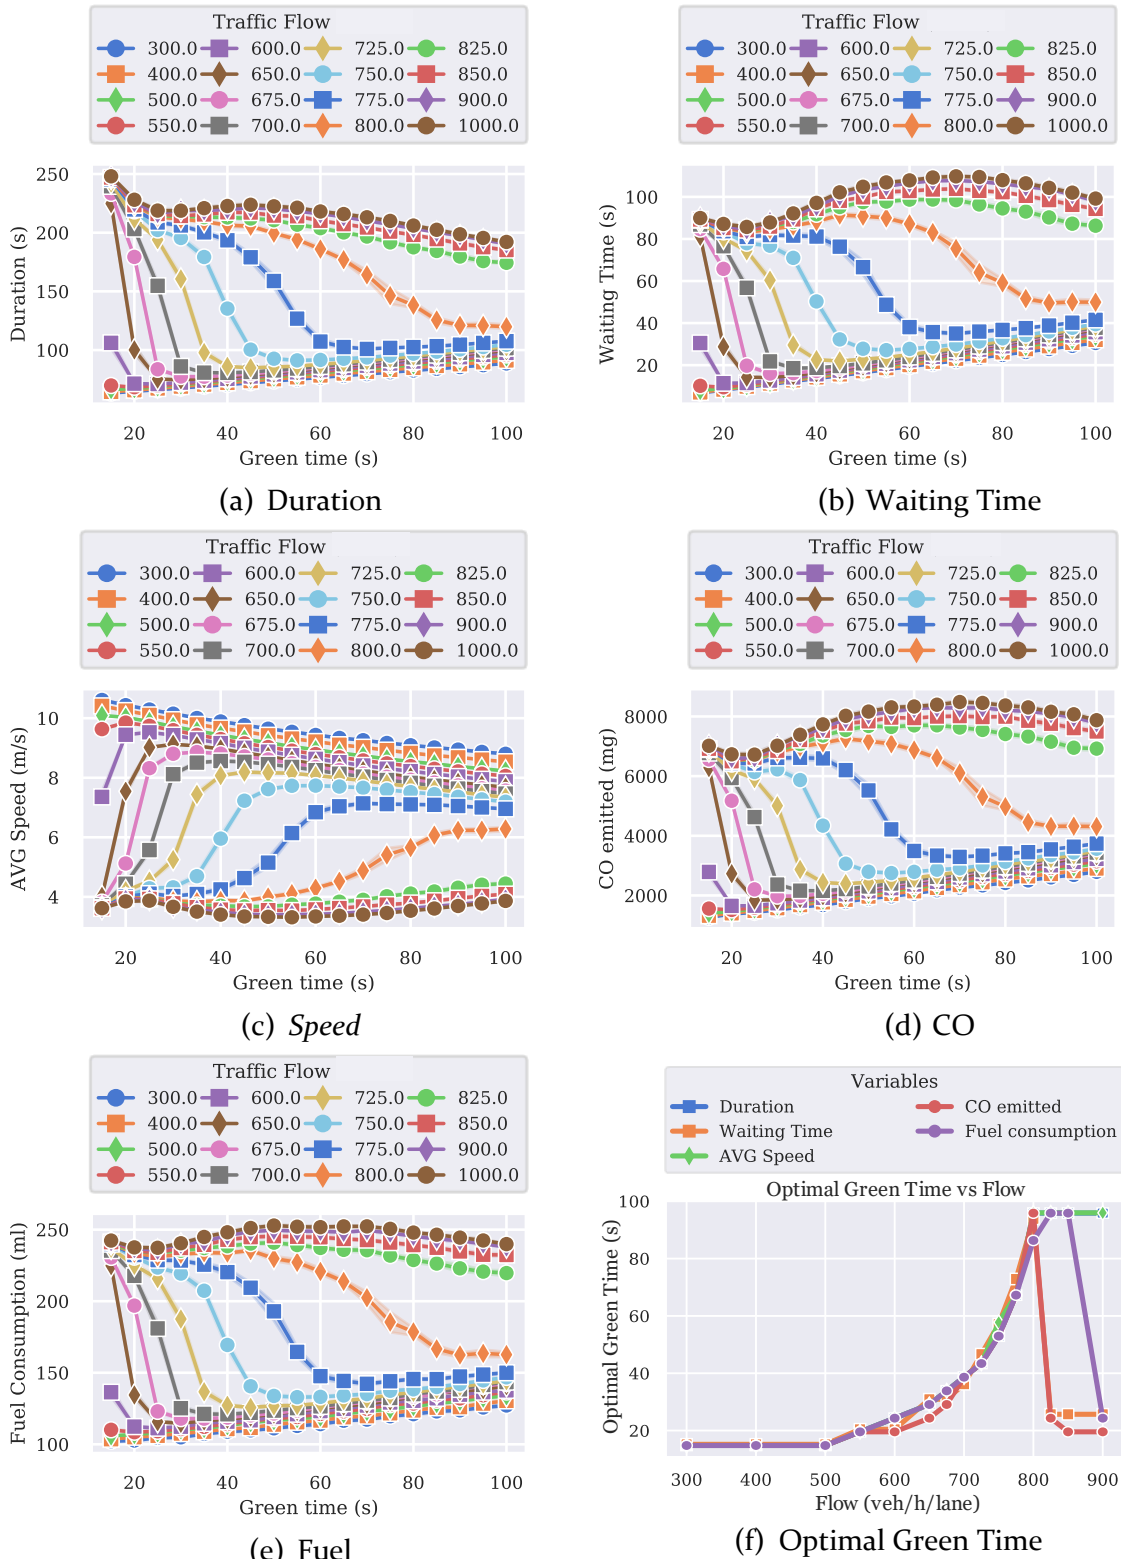 Traffic Flow
300.0 600.0 725.0 825.0
400.0 650.0 750.0 850.0
500.0 675.0 775.0 900.0
550.0 700.0 800.0 1000.0
Duration (s)
250
200
150
100
20 40 60 80 100
Green time (s)
(a) Duration
Traffic Flow
300.0 600.0 725.0 825.0
400.0 650.0 750.0 850.0
500.0 675.0 775.0 900.0
550.0 700.0 800.0 1000.0
Waiting Time (s)
100
80
60
40
20
20 40 60 80 100
Green time (s)
(b) Waiting Time
Traffic Flow
300.0 600.0 725.0 825.0
400.0 650.0 750.0 850.0
500.0 675.0 775.0 900.0
550.0 700.0 800.0 1000.0
AVG Speed (m/s)
10
8
6
4
20 40 60 80 100
Green time (s)
(c) Speed
Traffic Flow
300.0 600.0 725.0 825.0
400.0 650.0 750.0 850.0
500.0 675.0 775.0 900.0
550.0 700.0 800.0 1000.0
CO emitted (mg)
8000
6000
4000
2000
20 40 60 80 100
Green time (s)
(d) CO
Traffic Flow
300.0 600.0 725.0 825.0
400.0 650.0 750.0 850.0
500.0 675.0 775.0 900.0
550.0 700.0 800.0 1000.0
Fuel Consumption (ml)
250
200
150
100
20 40 60 80 100
Green time (s)
(e) Fuel
Variables
Duration CO emitted
Waiting Time Fuel consumption
AVG Speed
Optimal Green Time vs Flow
Optimal Green Time (s)
100
80
60
40
20
300 400 500 600 700 800 900
Flow (veh/h/lane)
(f) Optimal Green Time